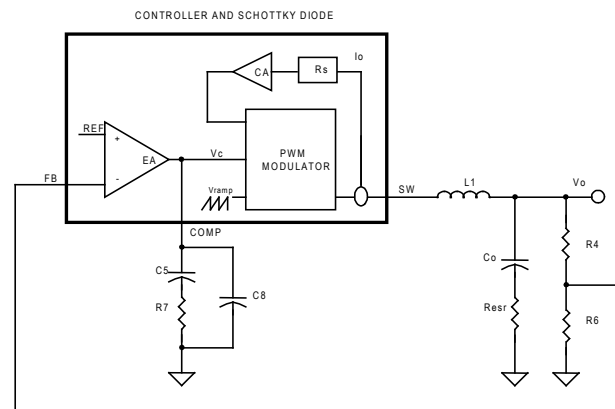 CONTROLLER AND SCHOTTKY DIODE
Io
CA
Rs
REF
+
EA
-
Vc
PWM
MODULATOR
FB
Vramp
SW
L1
Vo
COMP
R4
C5
Co
C8
R7
Resr
R6